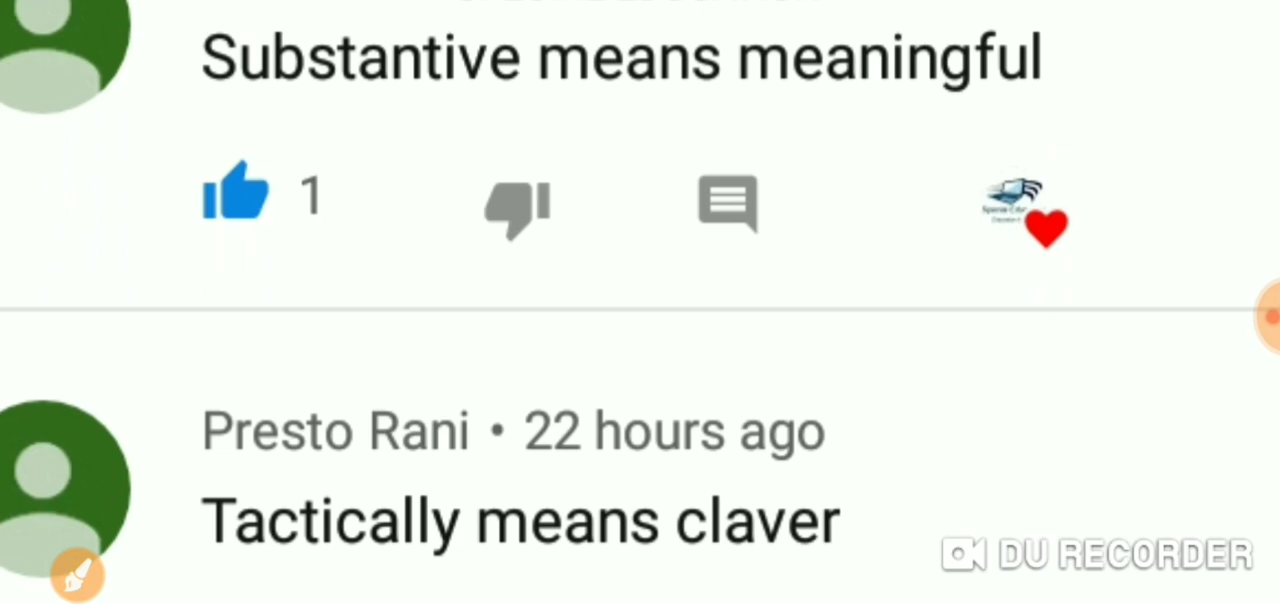 Substantive means meaningful
1
Presto Rani • 22 hours ago
Tactically means claver
DU RECORDER